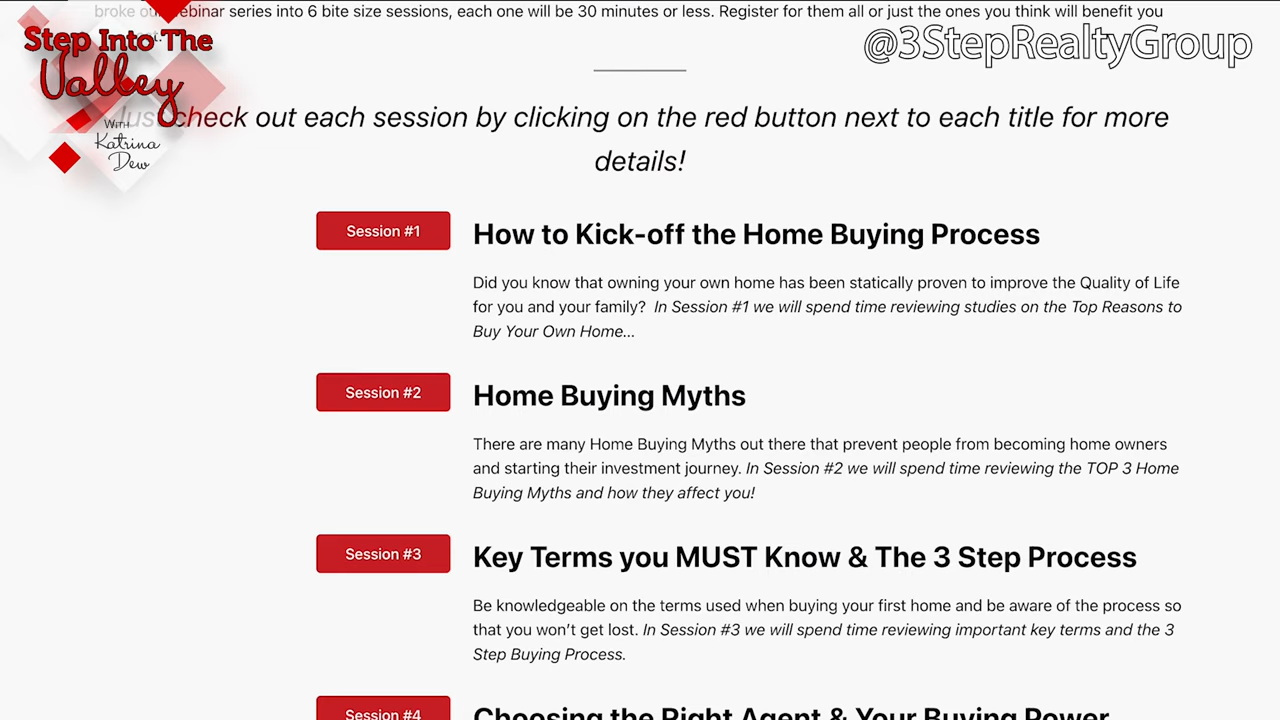 broke our webinar series into 6 bite size sessions, each one will be 30 minutes or less. Register for them all or just the ones you think will benefit you
Step Into The
Valley
WITH
Katrina
Dew
@3StepRealtyGroup
Just check out each session by clicking on the red button next to each title for more
details!
Session #1
How to Kick-off the Home Buying Process
Did you know that owning your own home has been statically proven to improve the Quality of Life
for you and your family? In Session #1 we will spend time reviewing studies on the Top Reasons to
Buy Your Own Home...
Session #2
Home Buying Myths
There are many Home Buying Myths out there that prevent people from becoming home owners
and starting their investment journey. In Session #2 we will spend time reviewing the TOP 3 Home
Buying Myths and how they affect you!
Session #3
Key Terms you MUST Know & The 3 Step Process
Be knowledgeable on the terms used when buying your first home and be aware of the process so
that you won't get lost. In Session #3 we will spend time reviewing important key terms and the 3
Step Buying Process.
Session #4
Choosing the Right Agent & Your Buying Power